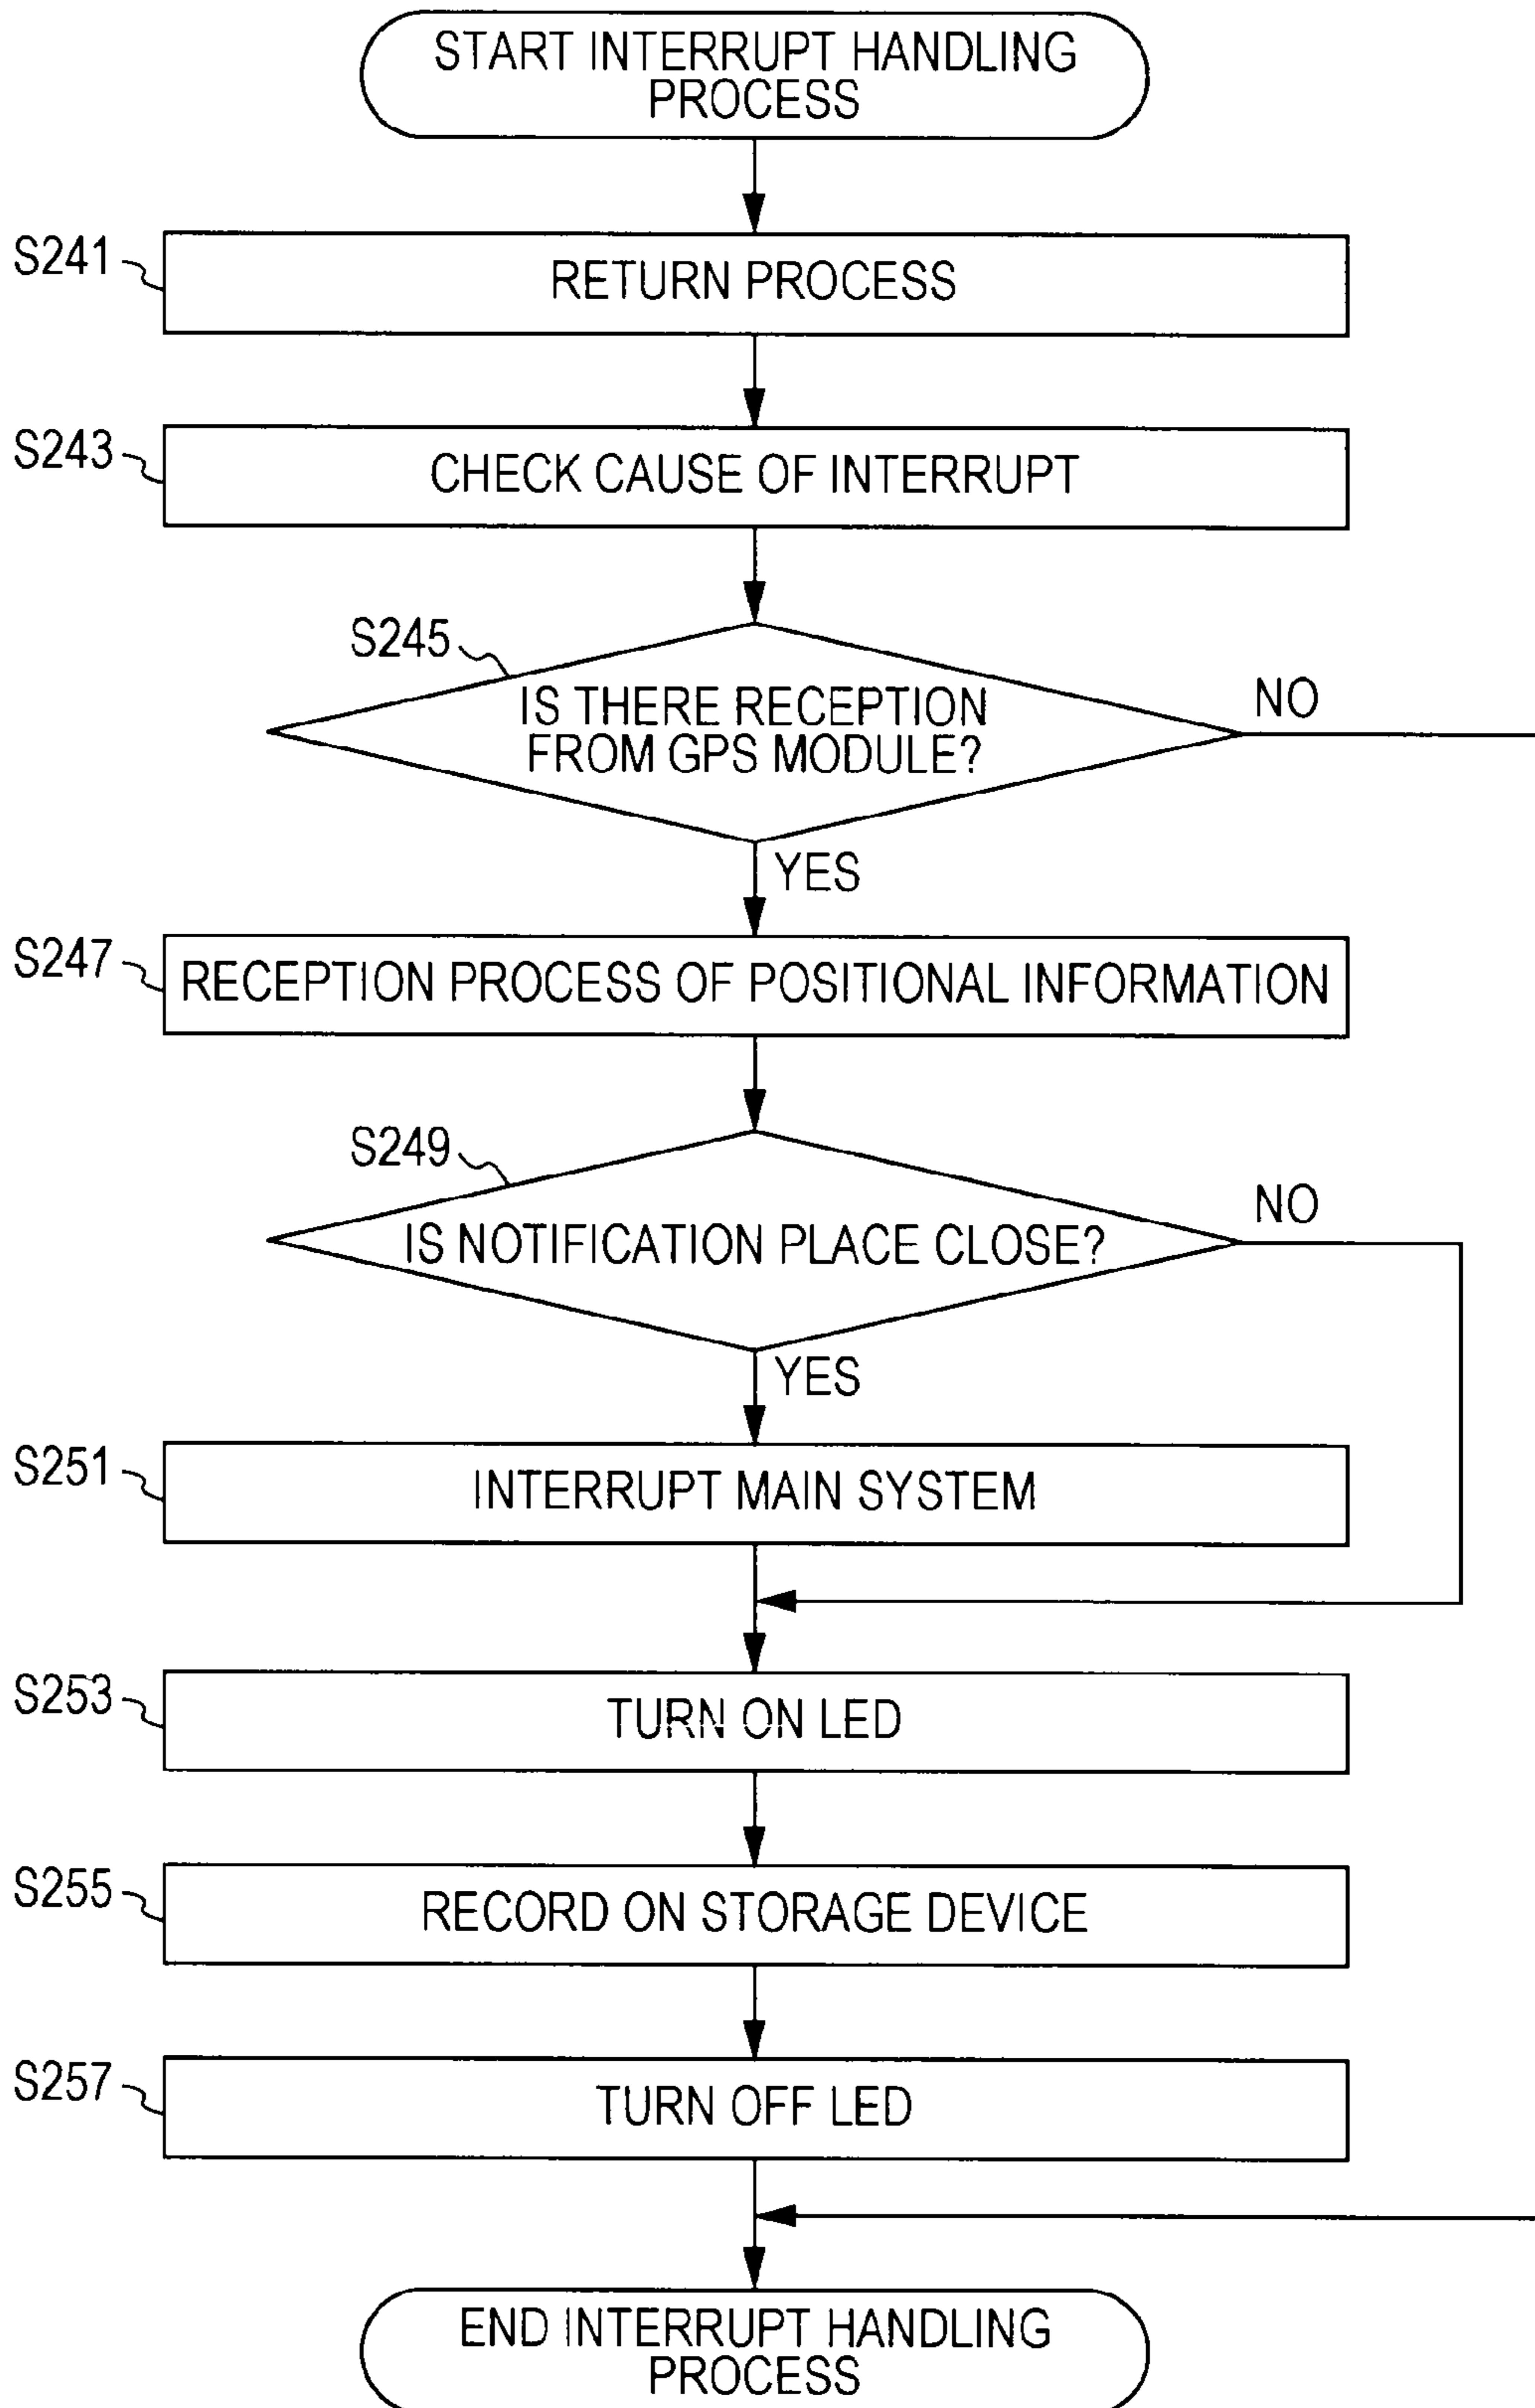 START INTERRUPT HANDLING
PROCESS
S241
RETURN PROCESS
S243
CHECK CAUSE OF INTERRUPT
S245
IS THERE RECEPTION
FROM GPS MODULE?
NO
YES
S247
RECEPTION PROCESS OF POSITIONAL INFORMATION
S249
IS NOTIFICATION PLACE CLOSE?
NO
YES
S251
INTERRUPT MAIN SYSTEM
S253
TURN ON LED
S255
RECORD ON STORAGE DEVICE
S257
TURN OFF LED
END INTERRUPT HANDLING
PROCESS